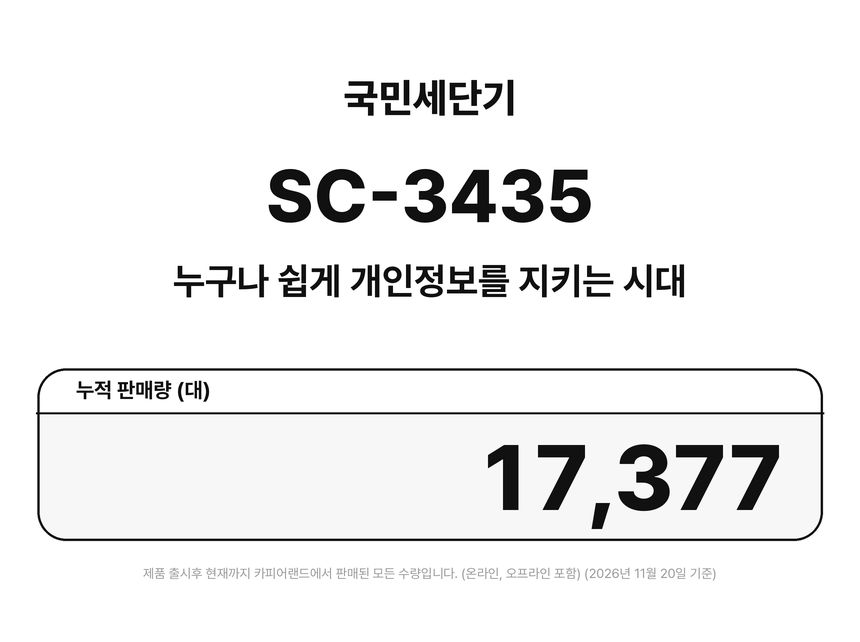 국민세단기
SC-3435
누구나 쉽게 개인정보를 지키는 시대
누적 판매량 (대)
17,377
제품 출시후 현재까지 카피어랜드에서 판매된 모든 수량입니다. (온라인, 오프라인 포함) (2026년 11월 20일 기준)